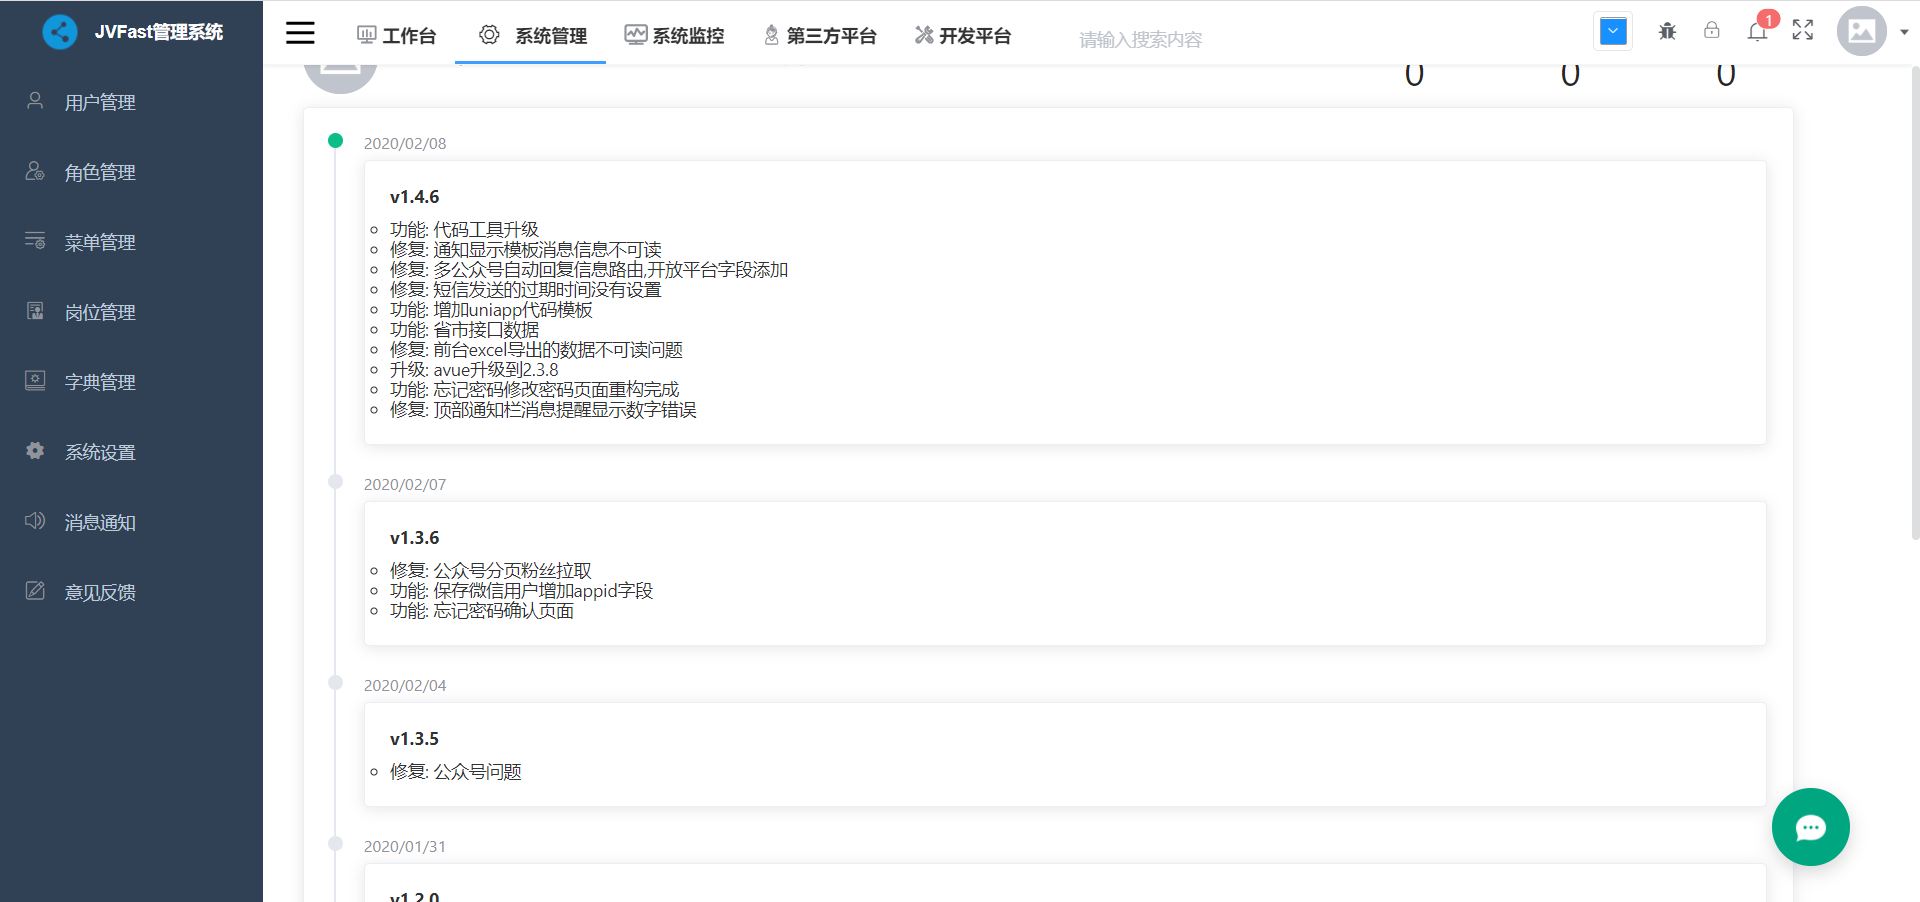 JVFast管理系统
工作台
系统管理
系统监控
第三方平台
开发平台
请输入搜索内容
1
用户管理
角色管理
菜单管理
岗位管理
字典管理
系统设置
消息通知
意见反馈
0
0
0
2020/02/08
v1.4.6
功能: 代码工具升级
修复: 通知显示模板消息信息不可读
修复: 多公众号自动回复信息路由,开放平台字段添加
修复: 短信发送的过期时间没有设置
功能: 增加uniapp代码模板
功能: 省市接口数据
修复: 前台excel导出的数据不可读问题
升级: avue升级到2.3.8
功能: 忘记密码修改密码页面重构完成
修复: 顶部通知栏消息提醒显示数字错误
2020/02/07
v1.3.6
修复: 公众号分页粉丝拉取
功能: 保存微信用户增加appid字段
功能: 忘记密码确认页面
2020/02/04
v1.3.5
修复: 公众号问题
2020/01/31
v1.2.0